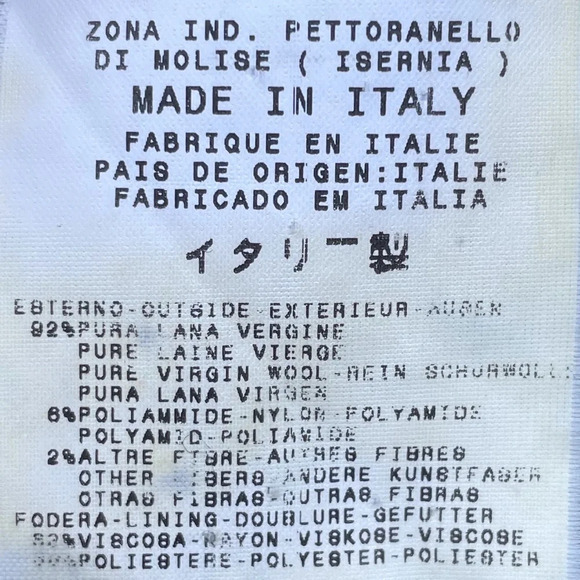 ZONA IND. PETTORANELLO
DI MOLISE ( ISERNIA )
MADE IN ITALY
FABRIQUE EN ITALIE
PAIS DE ORIGEN:ITALIE
FABRICADO EM ITALIA
イタリー製
ESTERNO-OUTSIDE-EXTERIEUR-AUSEN
92%PURA LANA VERGINE
PURE LAINE VIERGE
PURE VIRGIN WOOL-REIN SCHURWOLL
PURA LANA VIRGEN
6%POLIAMMIDE-NYLON-POLYAMIDE
POLYAMID-POLIAMIDE
2%ALTRE FIBRE-AUTRES FIBRES
OTHER FIBERS ANDERE KUNSTFASER
OTRAS FIBRAS-OUTRAS FIBRAS
FODERA-LINING-DOUBLURE-GEFUTTER
VISCOSA-RAYON-VISKOSE-VISCOSE
POLIESTERE-POLYESTER-POLIESTER